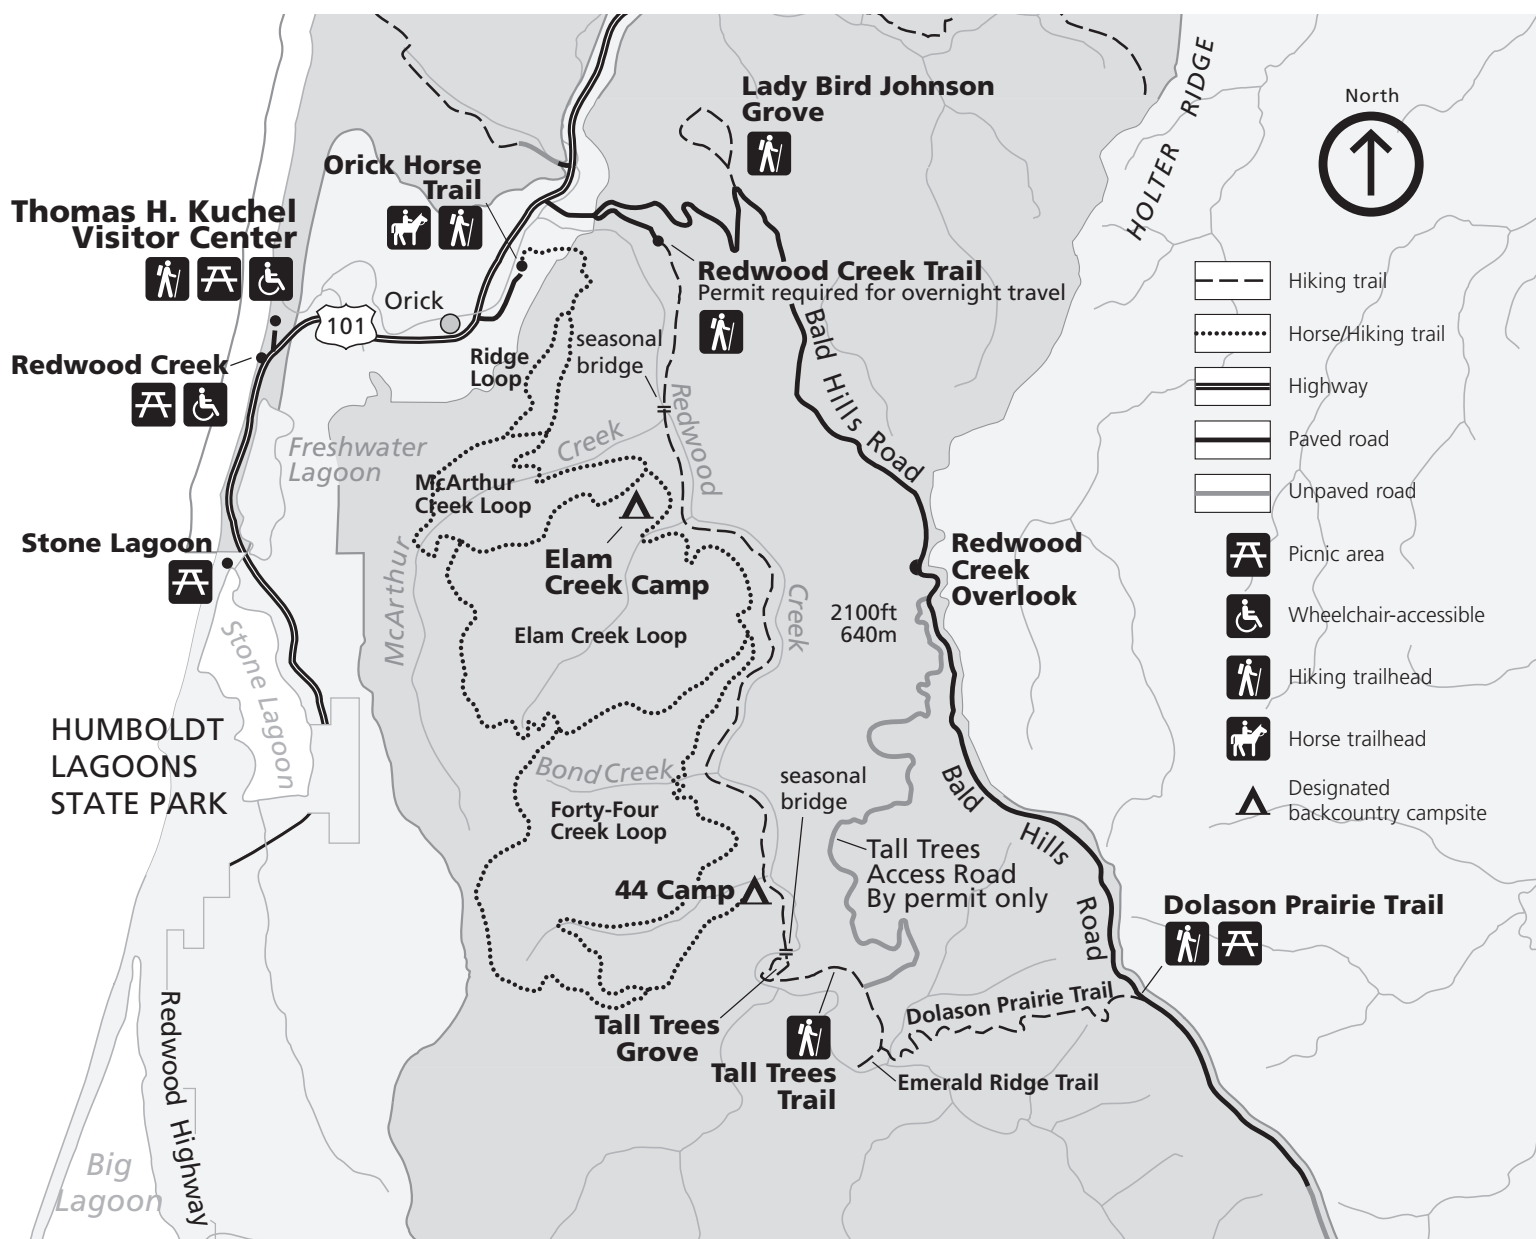 Lady Bird Johnson
Grove
North
HOLTER RIDGE
Orick Horse
Trail
Thomas H. Kuchel
Visitor Center
Redwood Creek Trail
Permit required for overnight travel
Hiking trail
Orick
101
Horse/Hiking trail
Redwood Creek
Ridge
Loop
seasonal
bridge
Bald Hills Road
Highway
Redwood
Creek
Paved road
Freshwater
Lagoon
McArthur
Creek Loop
Unpaved road
Stone Lagoon
McArthur
Elam
Creek Camp
Redwood
Creek
Overlook
Picnic area
Creek
2100ft
640m
Wheelchair-accessible
Elam Creek Loop
Stone Lagoon
Hiking trailhead
HUMBOLDT
LAGOONS
STATE PARK
Horse trailhead
Bond Creek
seasonal
bridge
Bald Hills Road
Designated
backcountry campsite
Forty-Four
Creek Loop
Tall Trees
Access Road
By permit only
44 Camp
Dolason Prairie Trail
Dolason Prairie Trail
Redwood Highway
Tall Trees
Grove
Tall Trees
Trail
Emerald Ridge Trail
Big
Lagoon